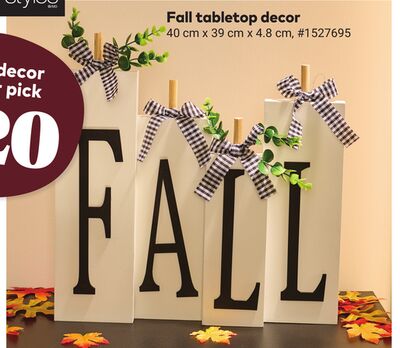 Fall tabletop decor
40 cm x 39 cm x 4.8 cm, #1527695
decor
pick
20
FALL